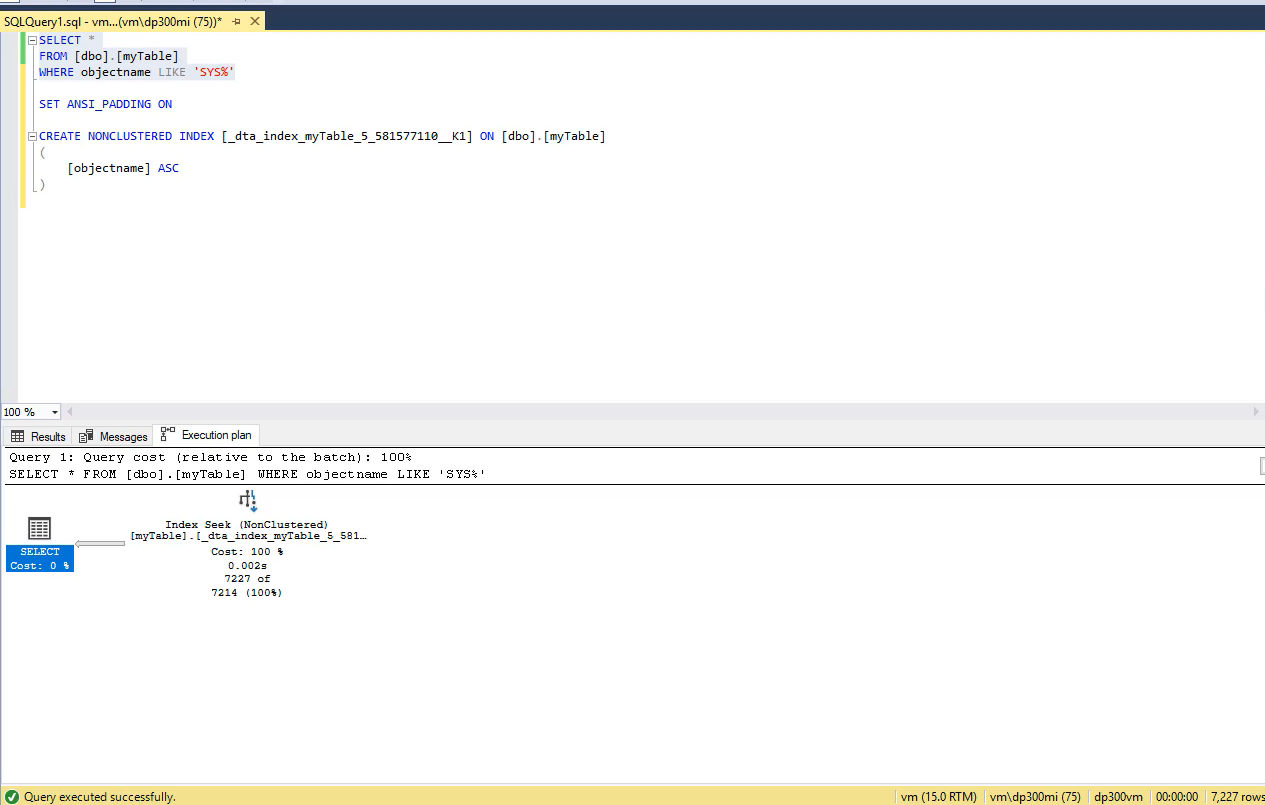 SQLQuery1.sql - vm...(vm\dp300mi (75))*
SELECT *
FROM [dbo].[myTable]
WHERE objectname LIKE 'SYS%'
SET ANSI_PADDING ON
CREATE NONCLUSTERED INDEX [_dta_index_myTable_5_581577110__K1] ON [dbo].[myTable]
(
[objectname] ASC
)
100 %
Results Messages Execution plan
Query 1: Query cost (relative to the batch): 100%
SELECT * FROM [dbo].[myTable] WHERE objectname LIKE 'SYS%'
SELECT
Cost: 0 %
Index Seek (NonClustered)
[myTable].[_dta_index_myTable_5_581…
Cost: 100 %
0.002s
7227 of
7214 (100%)
Query executed successfully. vm (15.0 RTM) vm\dp300mi (75) dp300vm 00:00:00 7,227 rows